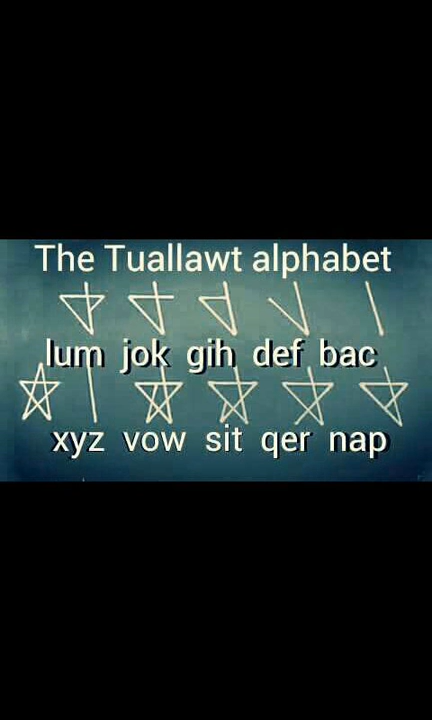 The Tuallawt alphabet
lum jok gih def bac
xyz vow sit qer nap